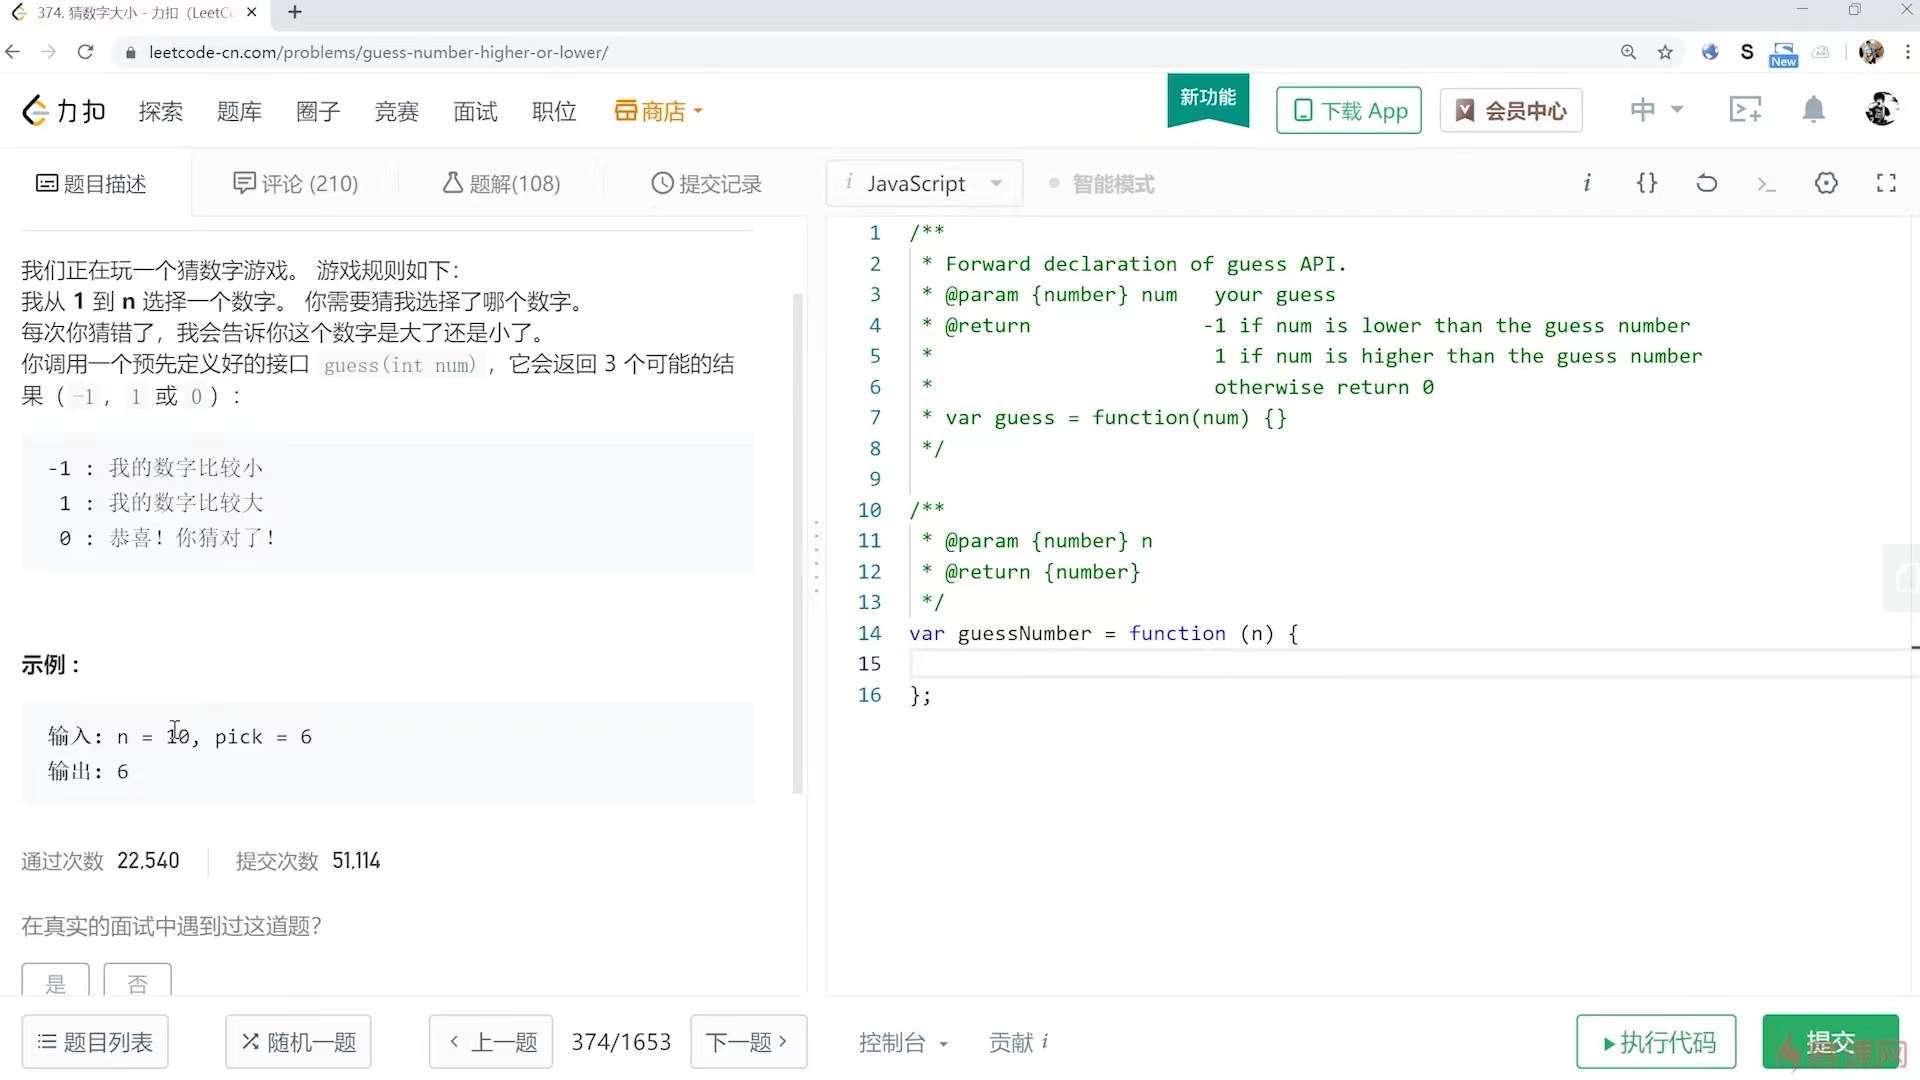 374. 猜数字大小 - 力扣（LeetC
leetcode-cn.com/problems/guess-number-higher-or-lower/
S
New
力扣 探索 题库 圈子 竞赛 面试 职位 商店
新功能 下载 App 会员中心 中
题目描述 评论 (210) 题解(108) 提交记录
i JavaScript 智能模式 i {} >_
我们正在玩一个猜数字游戏。 游戏规则如下：
我从 1 到 n 选择一个数字。 你需要猜我选择了哪个数字。
每次你猜错了，我会告诉你这个数字是大了还是小了。
你调用一个预先定义好的接口 guess(int num)，它会返回 3 个可能的结
果（-1，1 或 0）：
-1 : 我的数字比较小
1 : 我的数字比较大
0 : 恭喜！你猜对了！
示例 :
输入: n = 10, pick = 6
输出: 6
通过次数 22,540 提交次数 51,114
在真实的面试中遇到过这道题?
是 否
1 /**
2 * Forward declaration of guess API.
3 * @param {number} num your guess
4 * @return -1 if num is lower than the guess number
5 * 1 if num is higher than the guess number
6 * otherwise return 0
7 * var guess = function(num) {}
8 */
9
10 /**
11 * @param {number} n
12 * @return {number}
13 */
14 var guessNumber = function (n) {
15
16 };
题目列表 随机一题 < 上一题 374/1653 下一题 > 控制台 贡献 i 执行代码 提交
慕课网